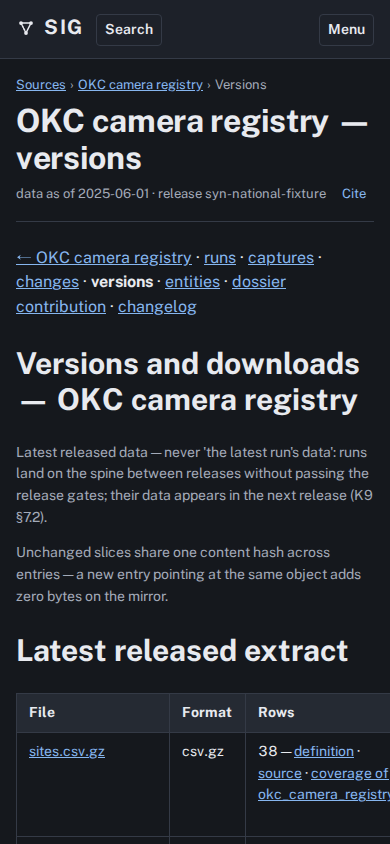 SIG Search Menu
Sources › OKC camera registry › Versions
OKC camera registry —
versions
data as of 2025-06-01 · release syn-national-fixture Cite
← OKC camera registry · runs · captures ·
changes · versions · entities · dossier
contribution · changelog
Versions and downloads
— OKC camera registry
Latest released data — never 'the latest run's data': runs
land on the spine between releases without passing the
release gates; their data appears in the next release (K9
§7.2).
Unchanged slices share one content hash across
entries — a new entry pointing at the same object adds
zero bytes on the mirror.
Latest released extract
File Format Rows
sites.csv.gz csv.gz 38 — definition ·
source · coverage of
okc_camera_registry